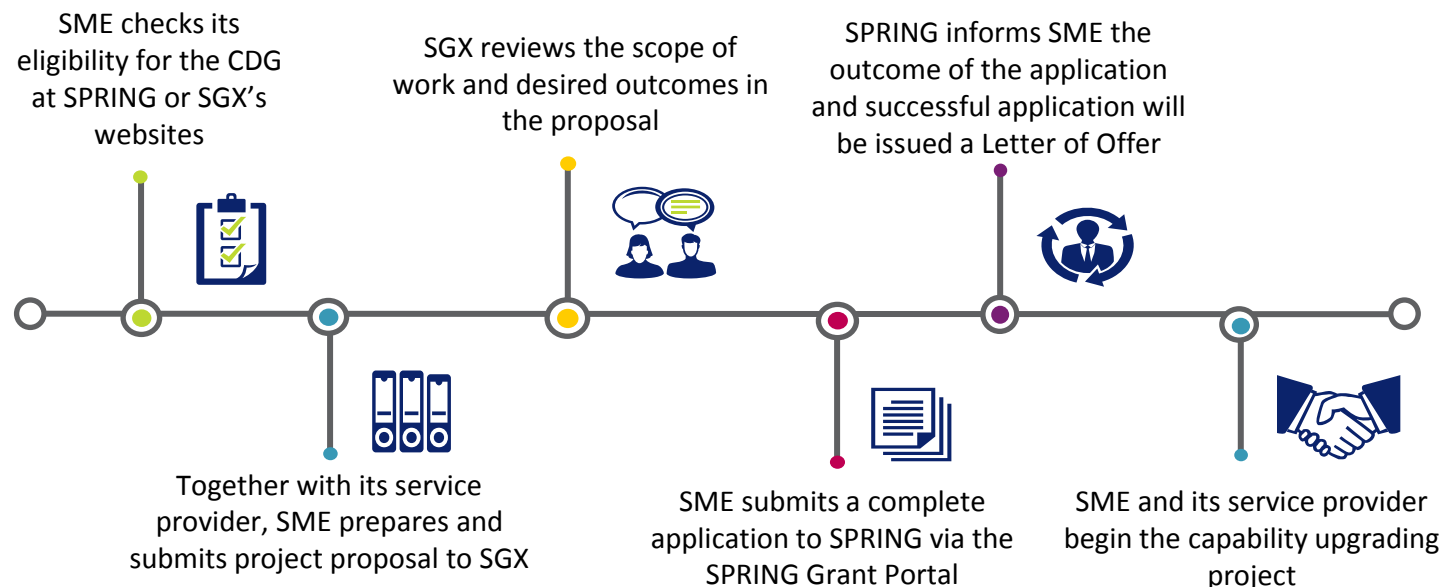 SME checks its
eligibility for the CDG
at SPRING or SGX’s
websites
Together with its service
provider, SME prepares and
submits project proposal to SGX
SGX reviews the scope of
work and desired outcomes in
the proposal
SME submits a complete
application to SPRING via the
SPRING Grant Portal
SPRING informs SME the
outcome of the application
and successful application will
be issued a Letter of Offer
SME and its service provider
begin the capability upgrading
project